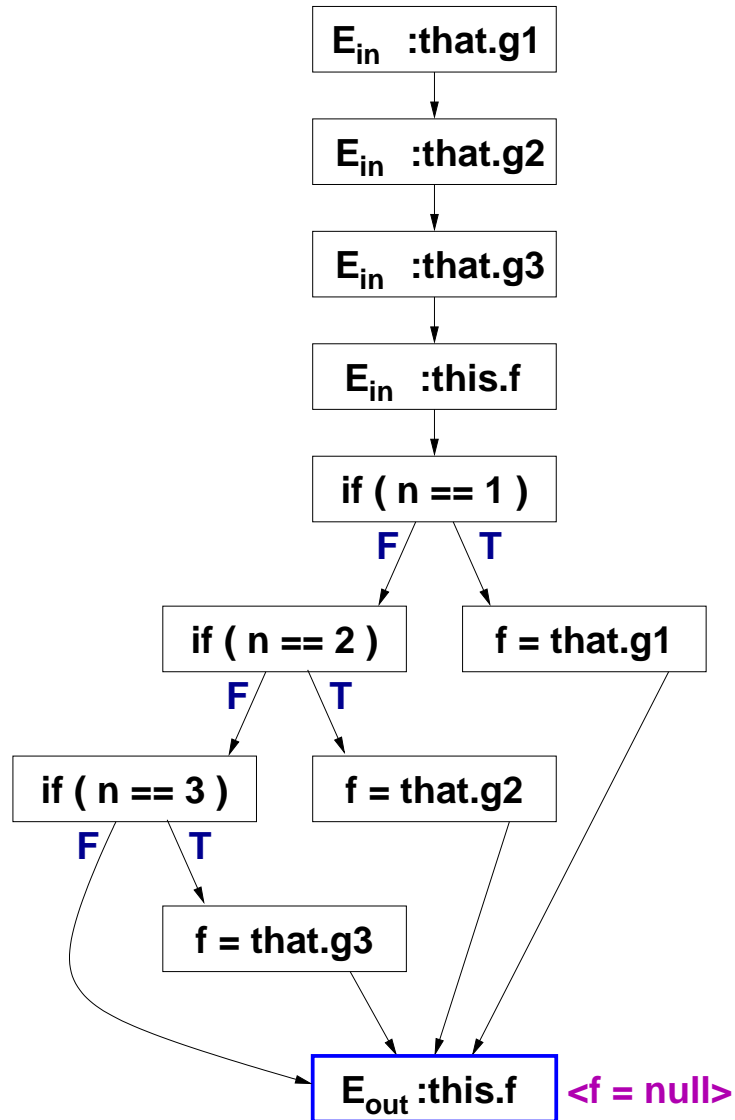 E_in :that.g1
E_in :that.g2
E_in :that.g3
E_in :this.f
if ( n == 1 )
F T
if ( n == 2 ) f = that.g1
F T
if ( n == 3 ) f = that.g2
F T
f = that.g3
E_out :this.f <f = null>